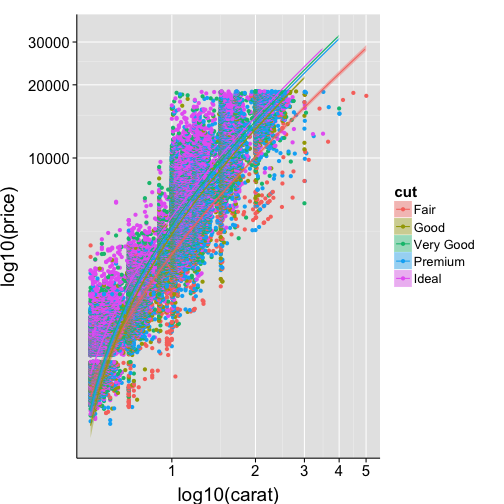 30000
20000
10000
log10(price)
1
2
3
4
5
log10(carat)
cut
Fair
Good
Very Good
Premium
Ideal